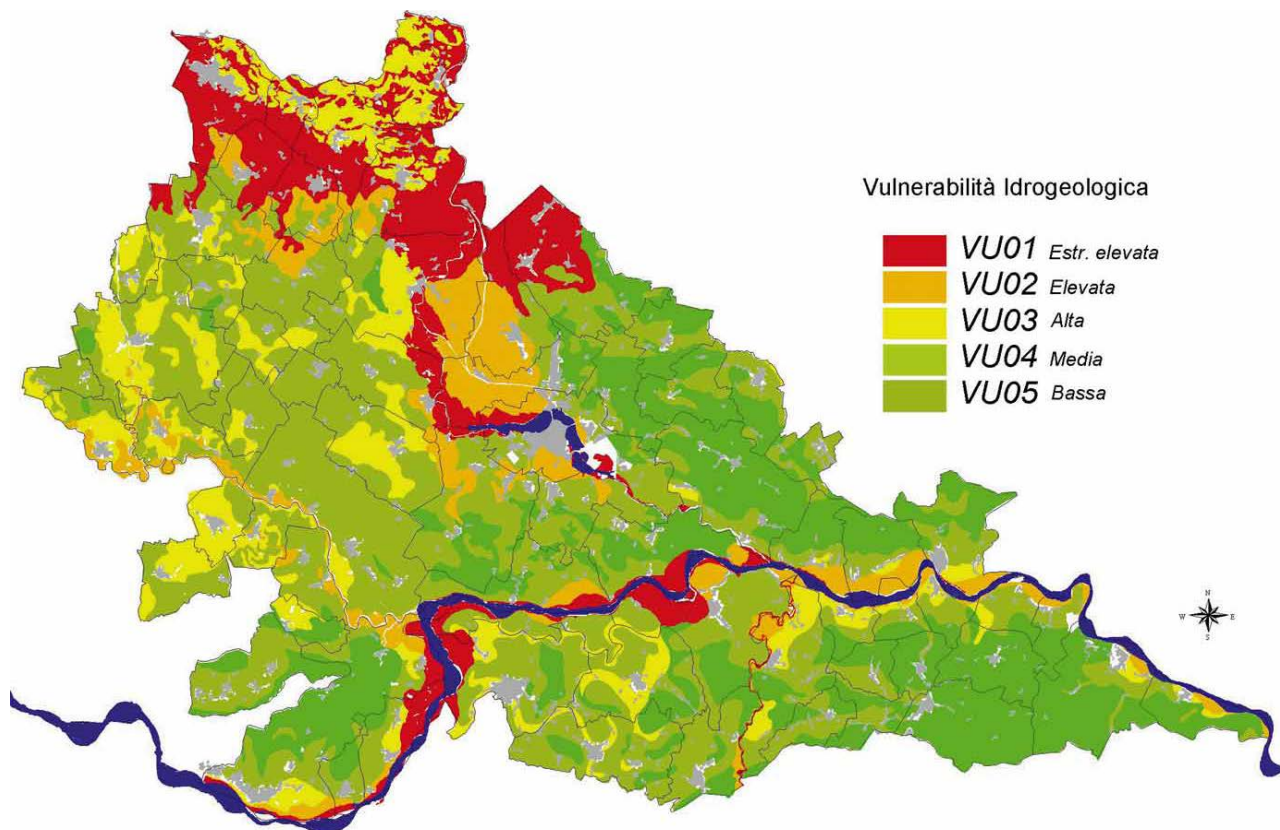 Vulnerabilità Idrogeologica
VU01 Estr. elevata
VU02 Elevata
VU03 Alta
VU04 Media
VU05 Bassa
N
W E
S